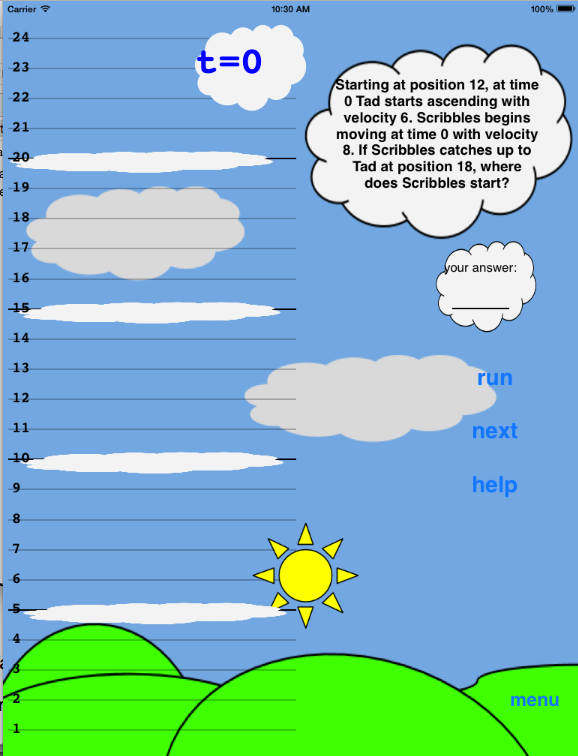 Carrier
10:30 AM
100%
24
23
22
21
20
19
18
17
16
15
14
13
12
11
10
9
8
7
6
5
4
3
2
1
t=0
Starting at position 12, at time
0 Tad starts ascending with
velocity 6. Scribbles begins
moving at time 0 with velocity
8. If Scribbles catches up to
Tad at position 18, where
does Scribbles start?
your answer:
run
next
help
menu